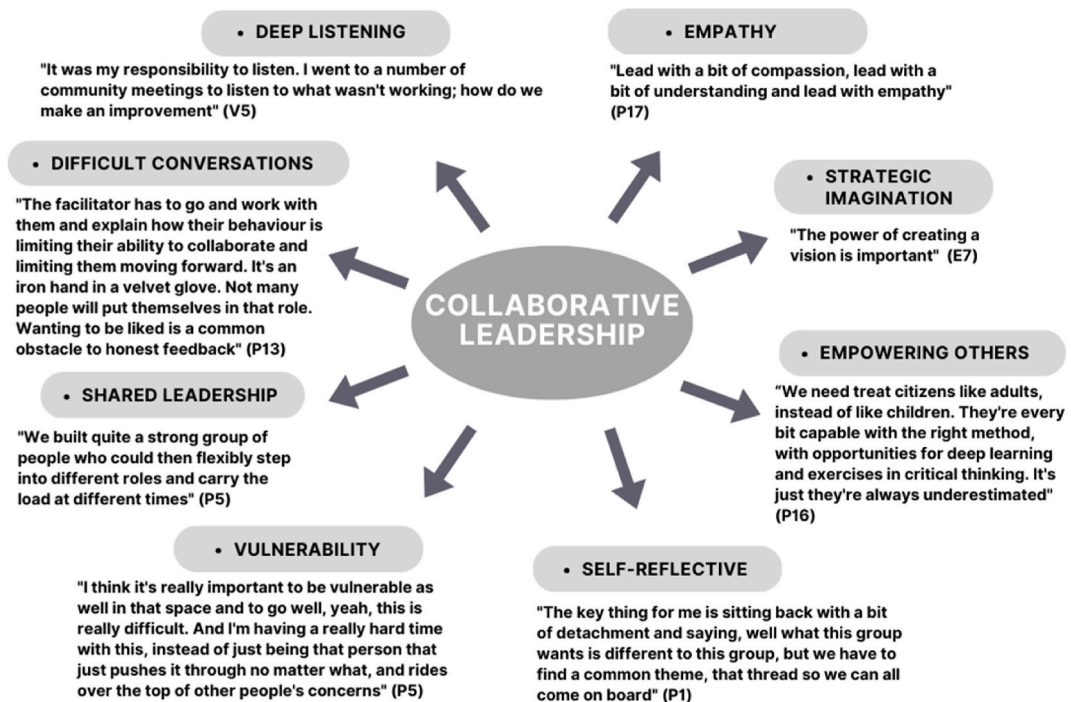 • DEEP LISTENING
"It was my responsibility to listen. I went to a number of
community meetings to listen to what wasn't working; how do we
make an improvement" (V5)
• EMPATHY
"Lead with a bit of compassion, lead with a
bit of understanding and lead with empathy"
(P17)
• DIFFICULT CONVERSATIONS
"The facilitator has to go and work with
them and explain how their behaviour is
limiting their ability to collaborate and
limiting them moving forward. It's an
iron hand in a velvet glove. Not many
people will put themselves in that role.
Wanting to be liked is a common
obstacle to honest feedback" (P13)
• STRATEGIC
IMAGINATION
"The power of creating a
vision is important" (E7)
COLLABORATIVE
LEADERSHIP
• SHARED LEADERSHIP
"We built quite a strong group of
people who could then flexibly step
into different roles and carry the
load at different times" (P5)
• EMPOWERING OTHERS
“We need treat citizens like adults,
instead of like children. They're every
bit capable with the right method,
with opportunities for deep learning
and exercises in critical thinking. It's
just they're always underestimated"
(P16)
• VULNERABILITY
"I think it's really important to be vulnerable as
well in that space and to go well, yeah, this is
really difficult. And I'm having a really hard time
with this, instead of just being that person that
just pushes it through no matter what, and rides
over the top of other people's concerns" (P5)
• SELF-REFLECTIVE
"The key thing for me is sitting back with a bit
of detachment and saying, well what this group
wants is different to this group, but we have to
find a common theme, that thread so we can all
come on board" (P1)